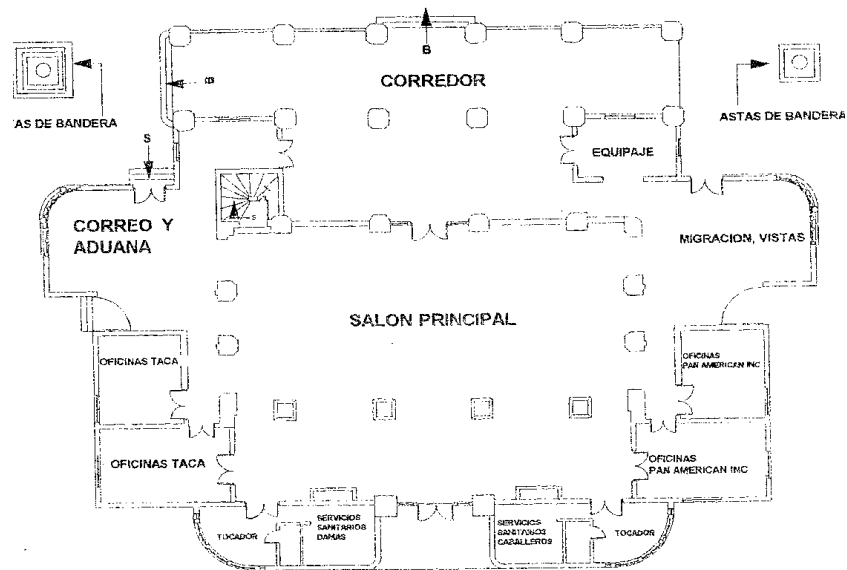 B
CORREDOR
B
TAS DE BANDERA
ASTAS DE BANDERA
S
EQUIPAJE
S
CORREO Y
ADUANA
MIGRACION, VISTAS
SALON PRINCIPAL
OFICINAS TACA
OFICINAS
PAN AMERICAN INC
OFICINAS TACA
OFICINAS
PAN AMERICAN INC
TOCADOR
SERVICIOS
SANITARIOS
DAMAS
SERVICIOS
SANITARIOS
CABALLEROS
TOCADOR